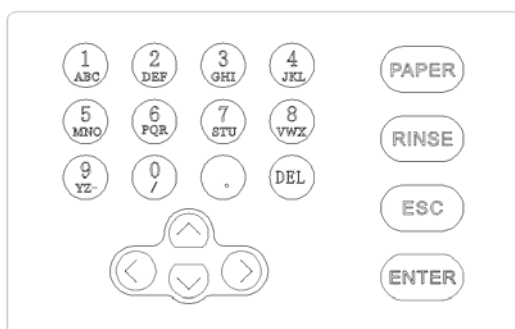 1 2 3 4 PAPER
ABC DEF GHI JKL
5 6 7 8 RINSE
MNO PQR STU VWX
9 0 . DEL ESC
YZ- /
ENTER